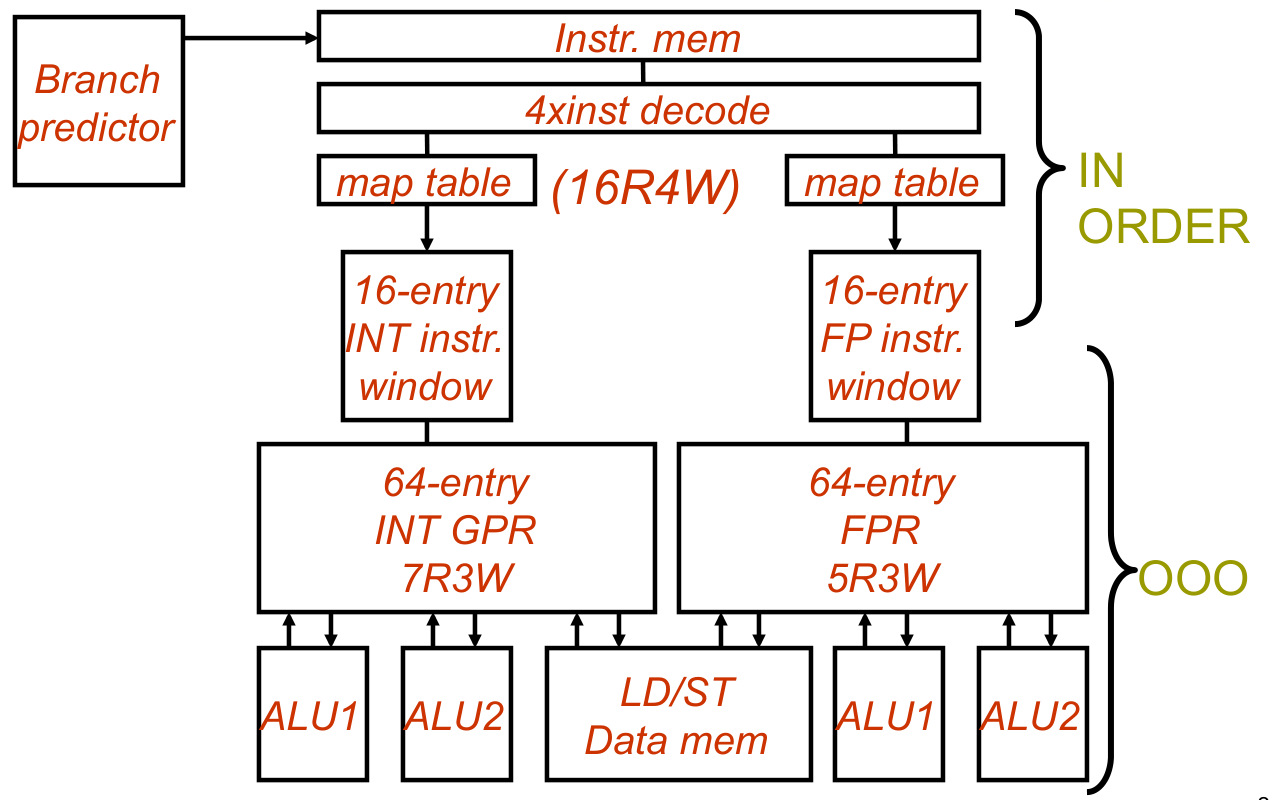 Instr. mem
Branch
predictor
4xinst decode
map table
(16R4W)
map table
IN
ORDER
16-entry
INT instr.
window
16-entry
FP instr.
window
64-entry
INT GPR
7R3W
64-entry
FPR
5R3W
OOO
ALU1
ALU2
LD/ST
Data mem
ALU1
ALU2